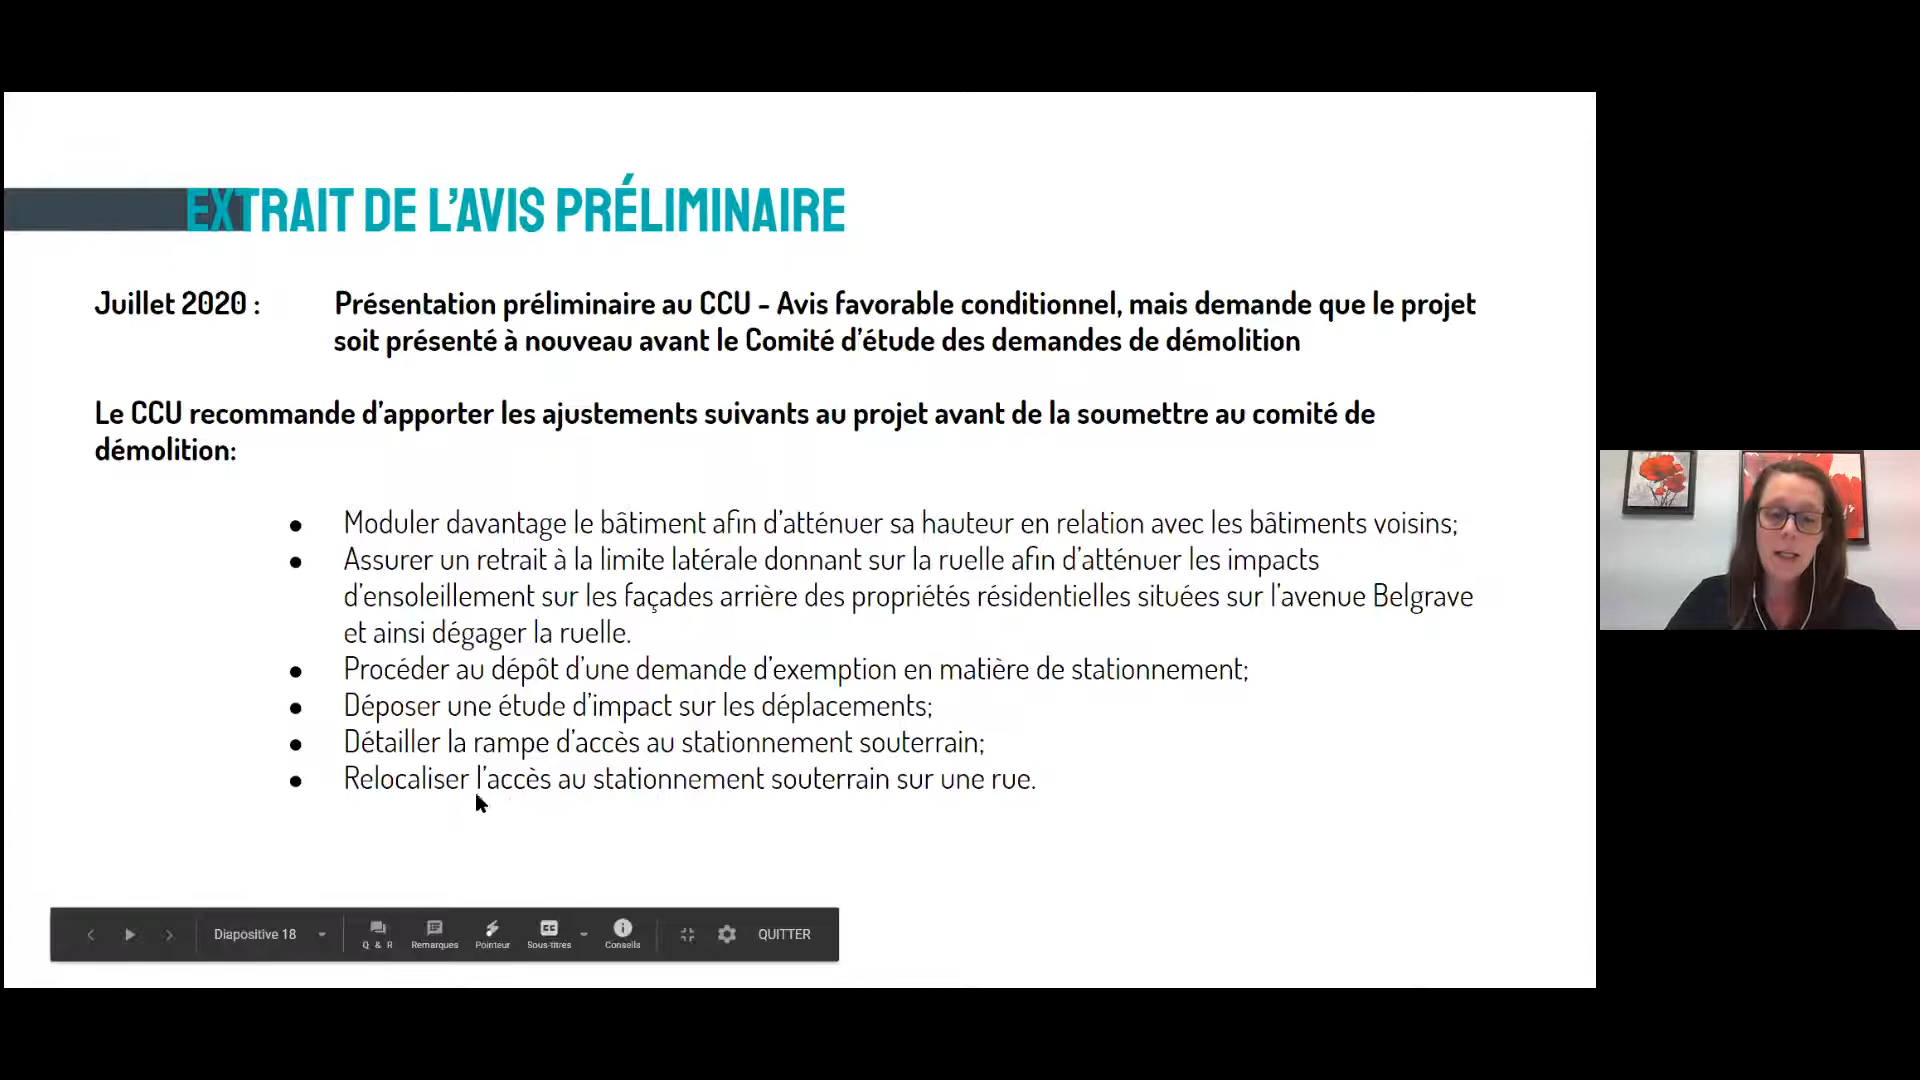 EXTRAIT DE L'AVIS PRÉLIMINAIRE
Juillet 2020 : Présentation préliminaire au CCU - Avis favorable conditionnel, mais demande que le projet
soit présenté à nouveau avant le Comité d'étude des demandes de démolition
Le CCU recommande d'apporter les ajustements suivants au projet avant de la soumettre au comité de
démolition:
● Moduler davantage le bâtiment afin d'atténuer sa hauteur en relation avec les bâtiments voisins;
● Assurer un retrait à la limite latérale donnant sur la ruelle afin d'atténuer les impacts
d'ensoleillement sur les façades arrière des propriétés résidentielles situées sur l'avenue Belgrave
et ainsi dégager la ruelle.
● Procéder au dépôt d'une demande d'exemption en matière de stationnement;
● Déposer une étude d'impact sur les déplacements;
● Détailler la rampe d'accès au stationnement souterrain;
● Relocaliser l'accès au stationnement souterrain sur une rue.
Diapositive 18 Q & R Remarques Pointeur Sous-titres Conseils QUITTER